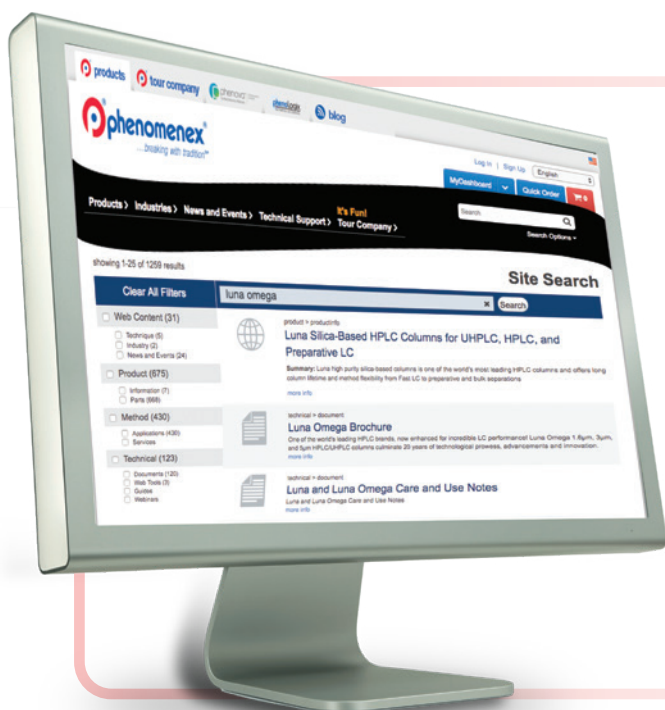 products
tour company
phenova
phenologix
blog
phenomenex®
...breaking with tradition℠
Log In | Sign Up English
MyDashboard Quick Order 0
Products > Industries > News and Events > Technical Support > It's Fun! Tour Company >
Search
Search Options
showing 1-25 of 1259 results
Site Search
Clear All Filters
luna omega
Search
Web Content (31)
Technique (5)
Industry (2)
News and Events (24)
Product (675)
Information (7)
Parts (668)
Method (430)
Applications (430)
Services
Technical (123)
Documents (120)
Web Tools (3)
Guides
Webinars
product > productinfo
Luna Silica-Based HPLC Columns for UHPLC, HPLC, and
Preparative LC
Summary: Luna high purity silica-based columns is one of the world's most leading HPLC columns and offers long
column lifetime and method flexibility from Fast LC to preparative and bulk separations
more info
technical > document
Luna Omega Brochure
One of the world's leading HPLC brands, now enhanced for incredible LC performance! Luna Omega 1.6µm, 3µm,
and 5µm HPLC/UHPLC columns culminate 20 years of technological prowess, advancements and innovation.
more info
technical > document
Luna and Luna Omega Care and Use Notes
Luna and Luna Omega Care and Use Notes
more info